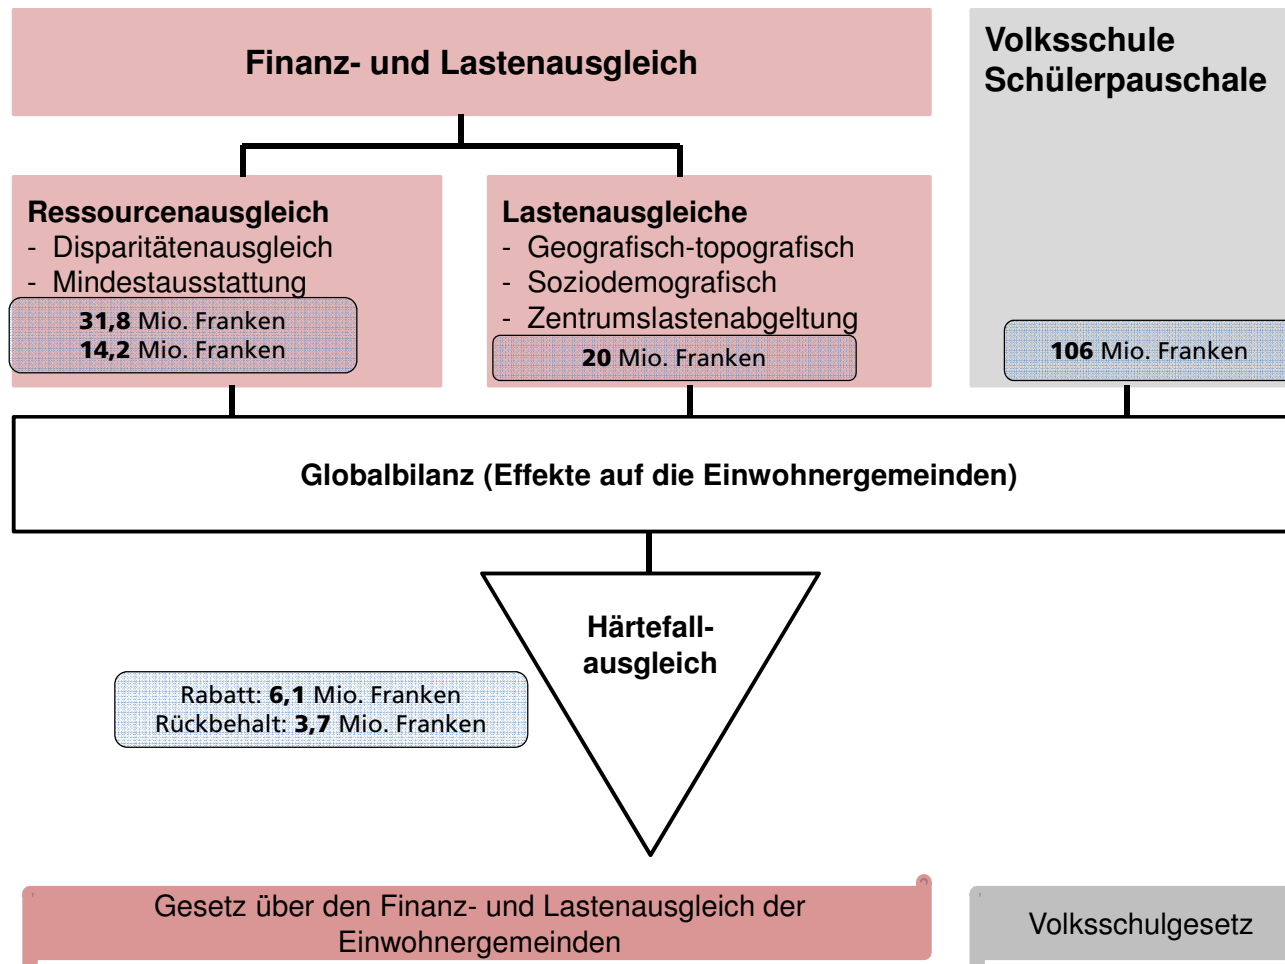 Finanz- und Lastenausgleich
Volksschule
Schülerpauschale
Ressourcenausgleich
- Disparitätenausgleich
- Mindestausstattung
31,8 Mio. Franken
14,2 Mio. Franken
Lastenausgleiche
- Geografisch-topografisch
- Soziodemografisch
- Zentrumslastenabgeltung
20 Mio. Franken
106 Mio. Franken
Globalbilanz (Effekte auf die Einwohnergemeinden)
Härtefall-
ausgleich
Rabatt: 6,1 Mio. Franken
Rückbehalt: 3,7 Mio. Franken
Gesetz über den Finanz- und Lastenausgleich der
Einwohnergemeinden
Volksschulgesetz